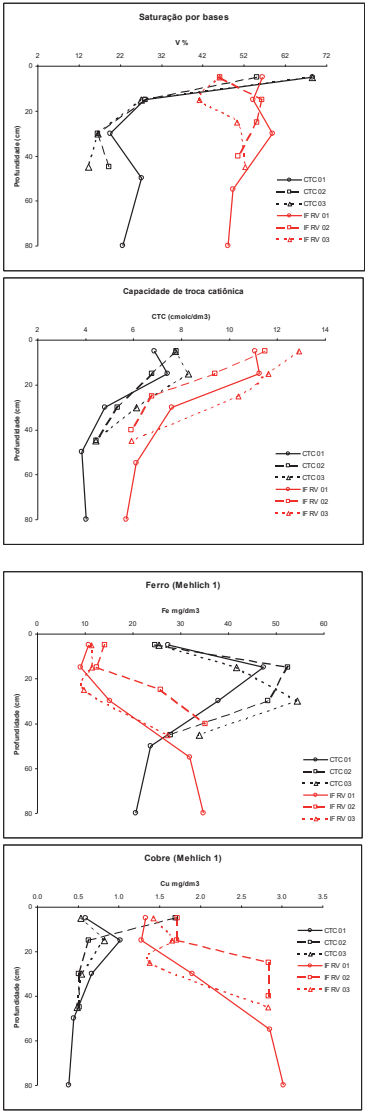 Saturação por bases
V %
2 12 22 32 42 52 62 72
0
20
40
60
80
Profundidade (cm)
CTC 01
CTC 02
CTC 03
IF RV 01
IF RV 02
IF RV 03
Capacidade de troca catiônica
CTC (cmolc/dm3)
2 4 6 8 10 12 14
0
20
40
60
80
Profundidade (cm)
CTC 01
CTC 02
CTC 03
IF RV 01
IF RV 02
IF RV 03
Ferro (Mehlich 1)
Fe mg/dm3
0 10 20 30 40 50 60
0
20
40
60
80
Profundidade (cm)
CTC 01
CTC 02
CTC 03
IF RV 01
IF RV 02
IF RV 03
Cobre (Mehlich 1)
Cu mg/dm3
0.0 0.5 1.0 1.5 2.0 2.5 3.0 3.5
0
20
40
60
80
Profundidade (cm)
CTC 01
CTC 02
CTC 03
IF RV 01
IF RV 02
IF RV 03